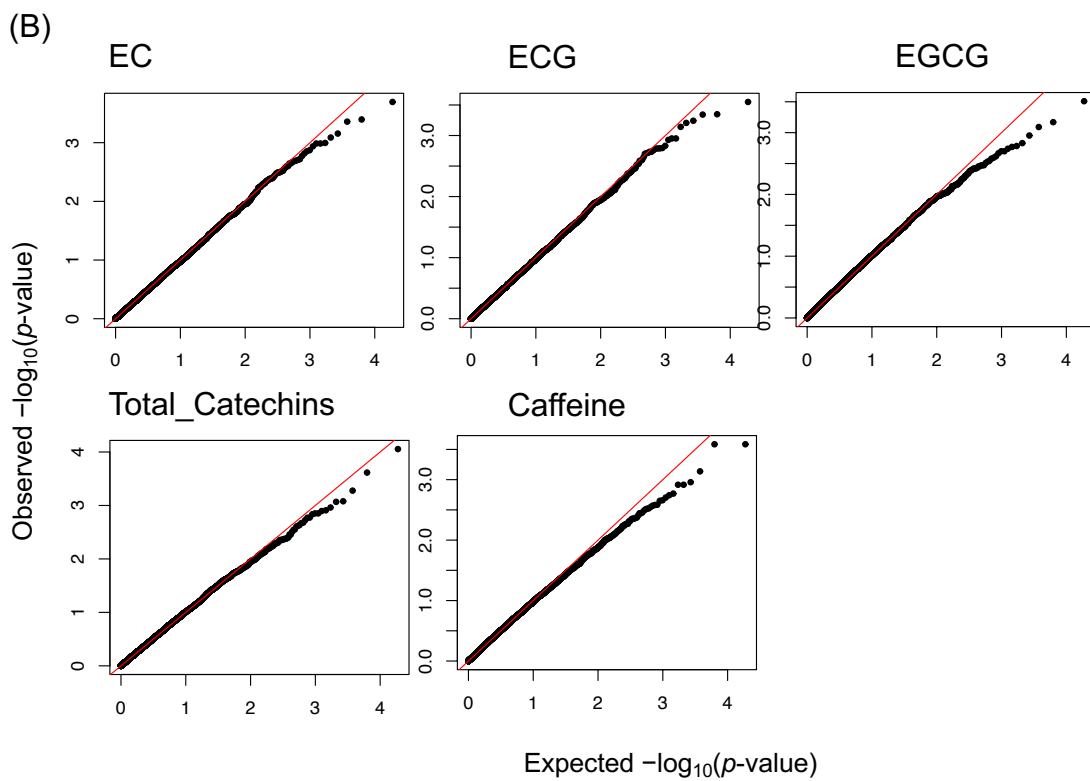 (B)
EC
ECG
EGCG
3
2
1
0
0 1 2 3 4
3.0
2.0
1.0
0.0
0 1 2 3 4
3.0
2.0
1.0
0.0
0 1 2 3 4
Observed −log10(p-value)
Total_Catechins
Caffeine
4
3
2
1
0
0 1 2 3 4
3.0
2.0
1.0
0.0
0 1 2 3 4
Expected −log10(p-value)